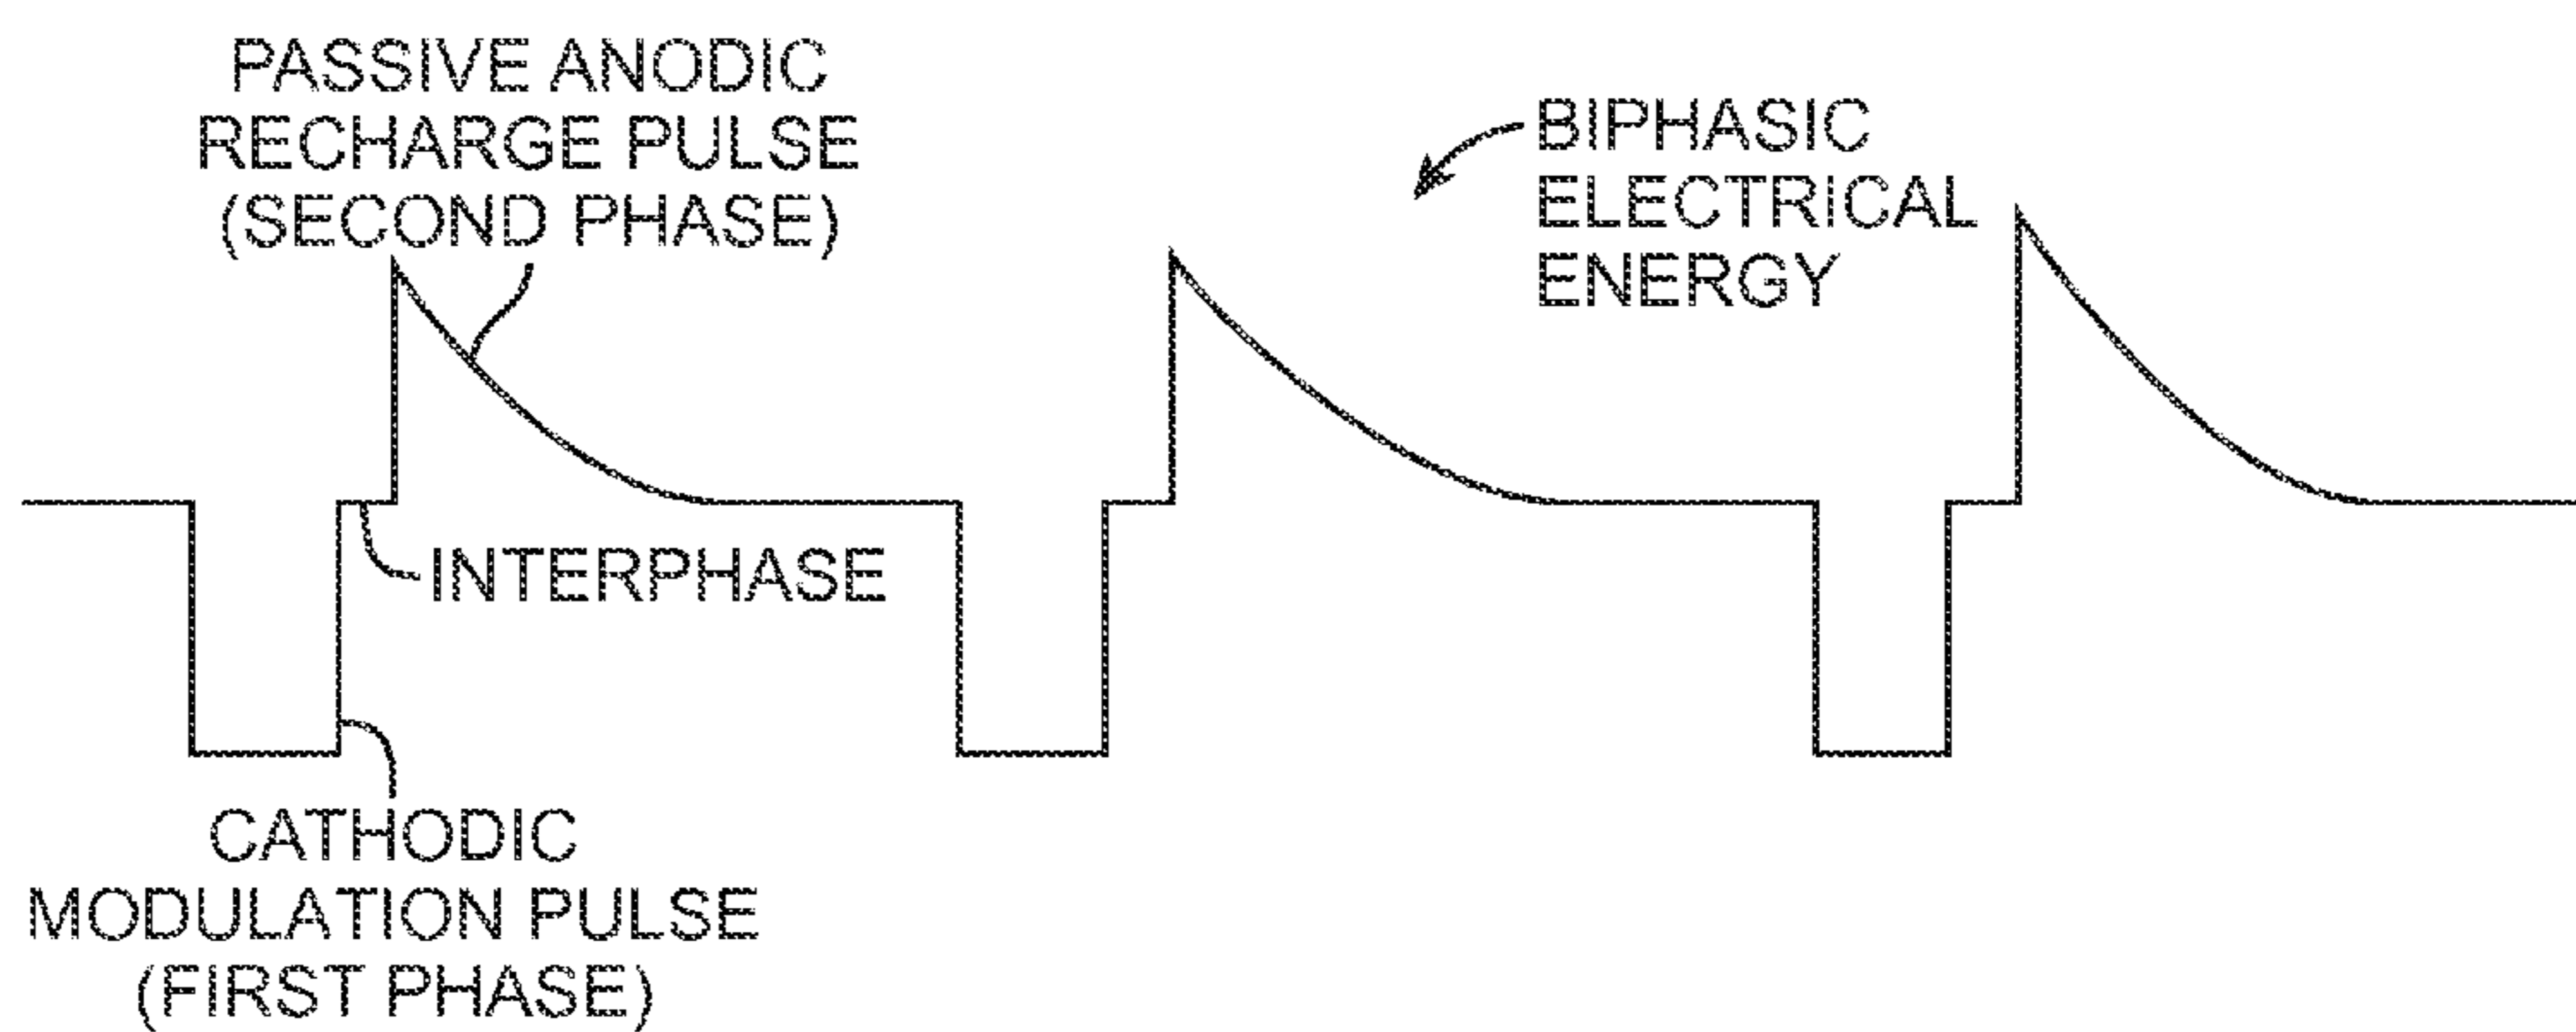 PASSIVE ANODIC
RECHARGE PULSE
(SECOND PHASE)
BIPHASIC
ELECTRICAL
ENERGY
INTERPHASE
CATHODIC
MODULATION PULSE
(FIRST PHASE)